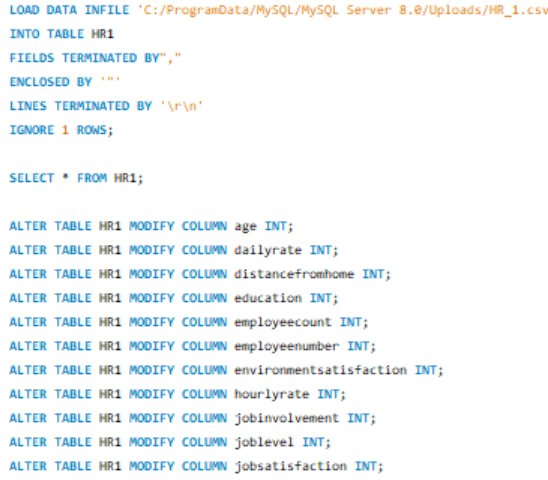 LOAD DATA INFILE 'C:/ProgramData/MySQL/MySQL Server 8.0/Uploads/HR_1.csv
INTO TABLE HR1
FIELDS TERMINATED BY","
ENCLOSED BY '"'
LINES TERMINATED BY '\r\n'
IGNORE 1 ROWS;
SELECT * FROM HR1;
ALTER TABLE HR1 MODIFY COLUMN age INT;
ALTER TABLE HR1 MODIFY COLUMN dailyrate INT;
ALTER TABLE HR1 MODIFY COLUMN distancefromhome INT;
ALTER TABLE HR1 MODIFY COLUMN education INT;
ALTER TABLE HR1 MODIFY COLUMN employeecount INT;
ALTER TABLE HR1 MODIFY COLUMN employeenumber INT;
ALTER TABLE HR1 MODIFY COLUMN environmentsatisfaction INT;
ALTER TABLE HR1 MODIFY COLUMN hourlyrate INT;
ALTER TABLE HR1 MODIFY COLUMN jobinvolvement INT;
ALTER TABLE HR1 MODIFY COLUMN joblevel INT;
ALTER TABLE HR1 MODIFY COLUMN jobsatisfaction INT;